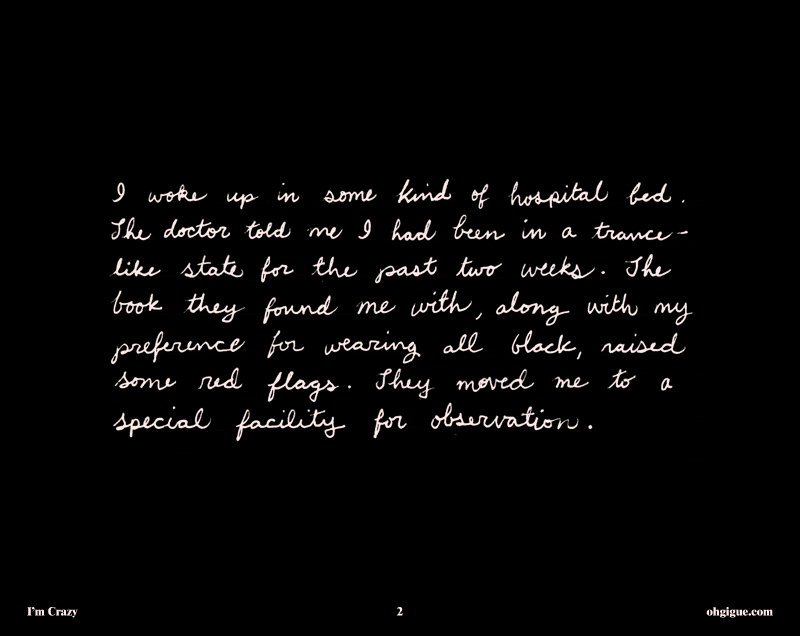 I woke up in some kind of hospital bed.
The doctor told me I had been in a trance-
like state for the past two weeks. The
book they found me with, along with my
preference for wearing all black, raised
some red flags. They moved me to a
special facility for observation.
I'm Crazy
2
ohgigue.com